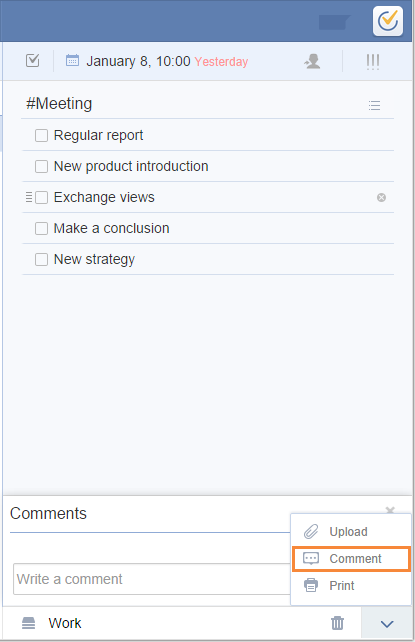 January 8, 10:00 Yesterday
#Meeting
Regular report
New product introduction
Exchange views
Make a conclusion
New strategy
Comments
Upload
Comment
Write a comment
Print
Work